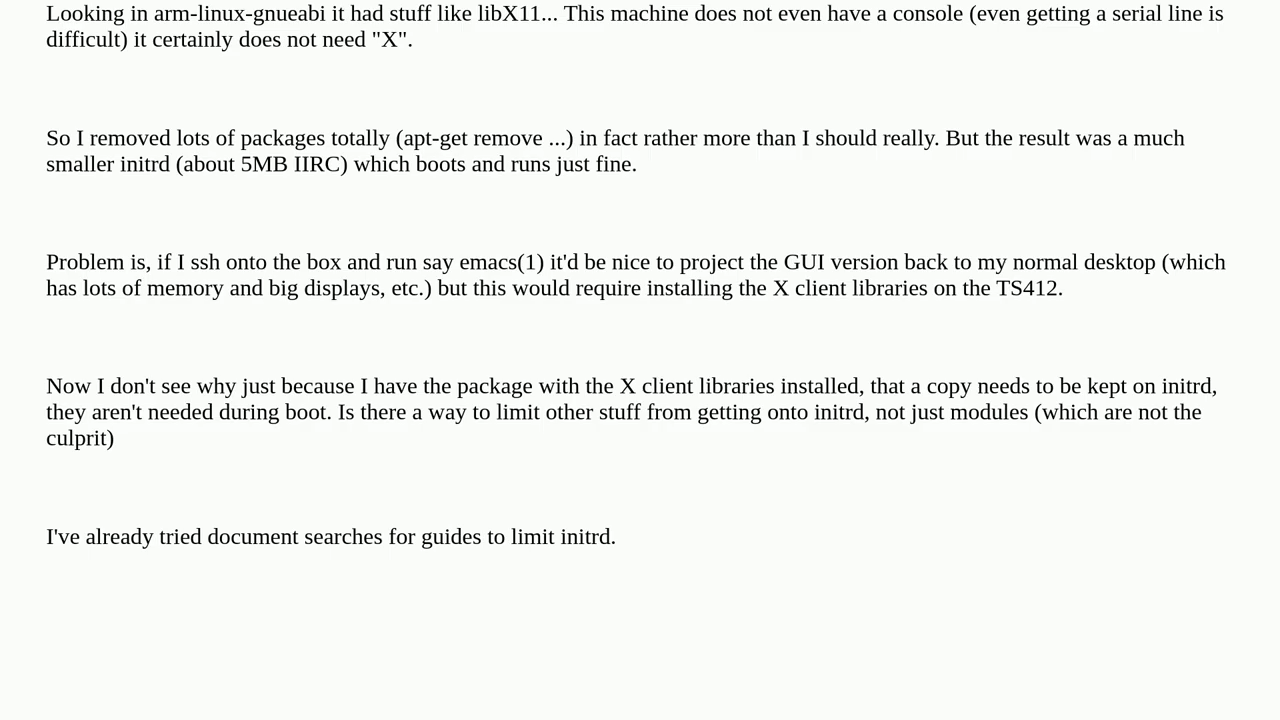 Looking in arm-linux-gnueabi it had stuff like libX11... This machine does not even have a console (even getting a serial line is
difficult) it certainly does not need "X".
So I removed lots of packages totally (apt-get remove ...) in fact rather more than I should really. But the result was a much
smaller initrd (about 5MB IIRC) which boots and runs just fine.
Problem is, if I ssh onto the box and run say emacs(1) it'd be nice to project the GUI version back to my normal desktop (which
has lots of memory and big displays, etc.) but this would require installing the X client libraries on the TS412.
Now I don't see why just because I have the package with the X client libraries installed, that a copy needs to be kept on initrd,
they aren't needed during boot. Is there a way to limit other stuff from getting onto initrd, not just modules (which are not the
culprit)
I've already tried document searches for guides to limit initrd.